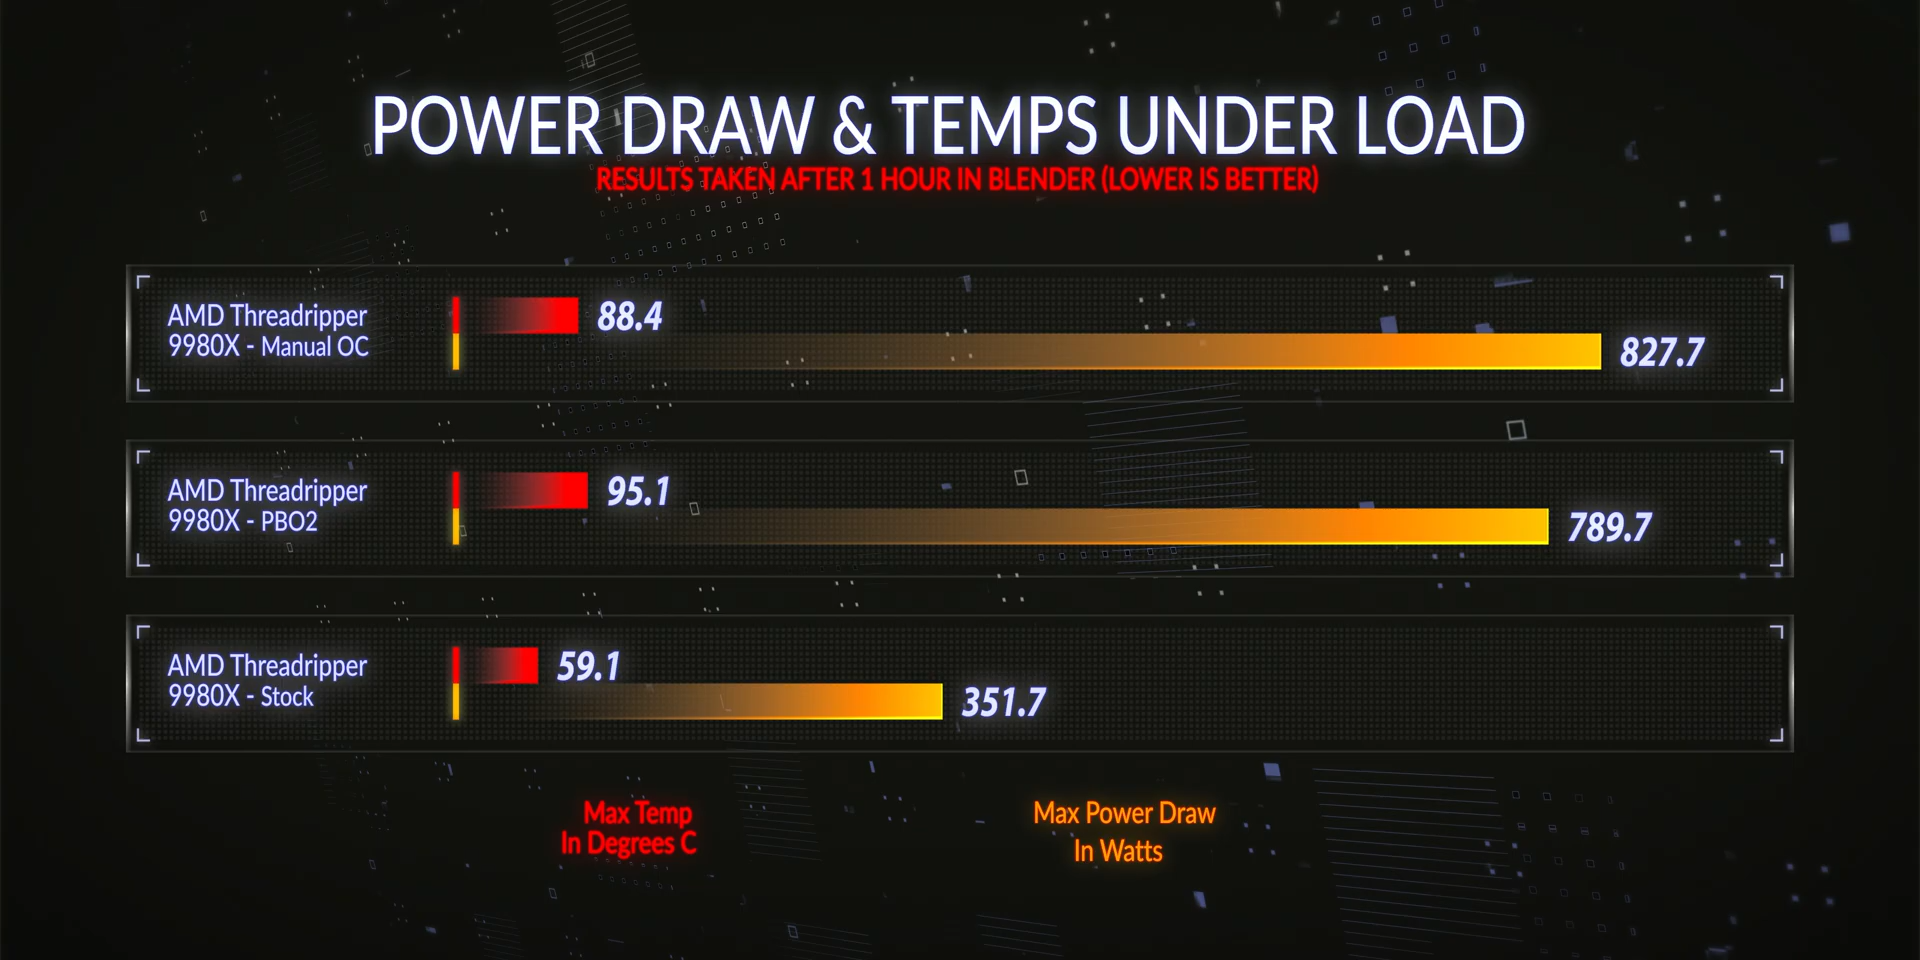 POWER DRAW & TEMPS UNDER LOAD
RESULTS TAKEN AFTER 1 HOUR IN BLENDER (LOWER IS BETTER)
AMD Threadripper
9980X - Manual OC
88.4
827.7
AMD Threadripper
9980X - PBO2
95.1
789.7
AMD Threadripper
9980X - Stock
59.1
351.7
Max Temp
In Degrees C
Max Power Draw
In Watts